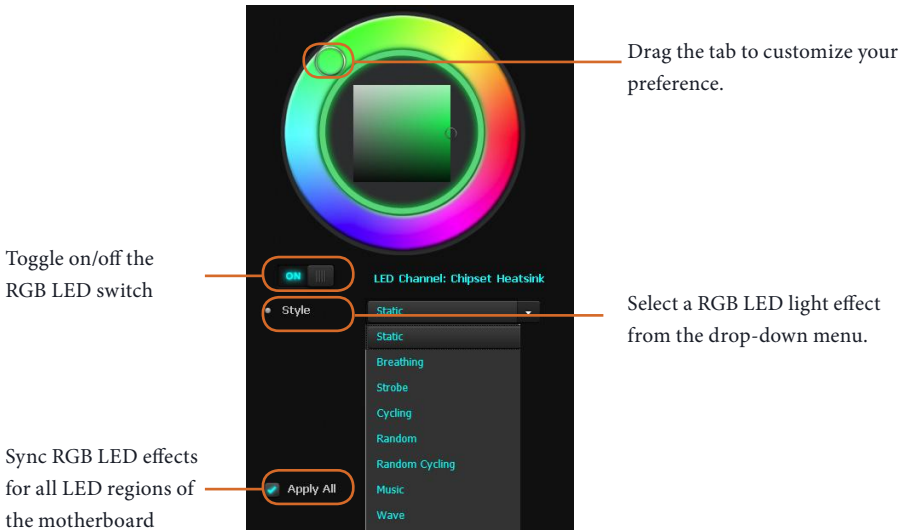 Drag the tab to customize your
preference.
Toggle on/off the
RGB LED switch
ON
LED Channel: Chipset Heatsink
Style
Static
Select a RGB LED light effect
from the drop-down menu.
Static
Breathing
Strobe
Cycling
Random
Random Cycling
Music
Wave
Sync RGB LED effects
for all LED regions of
the motherboard
Apply All